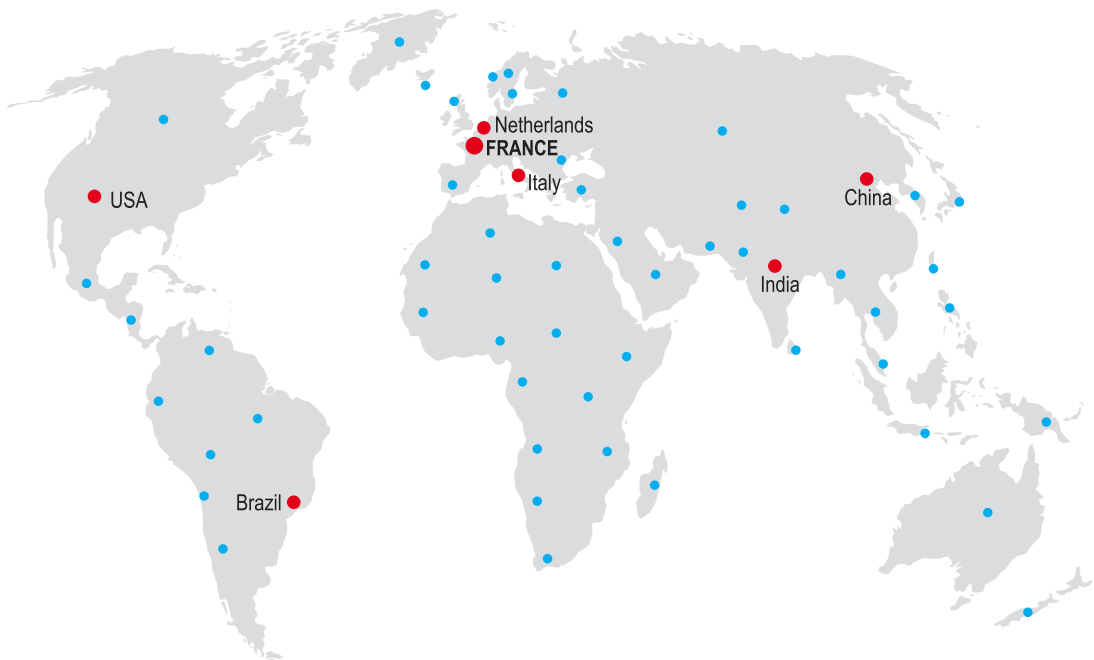 Netherlands
FRANCE
Italy
USA
China
India
Brazil